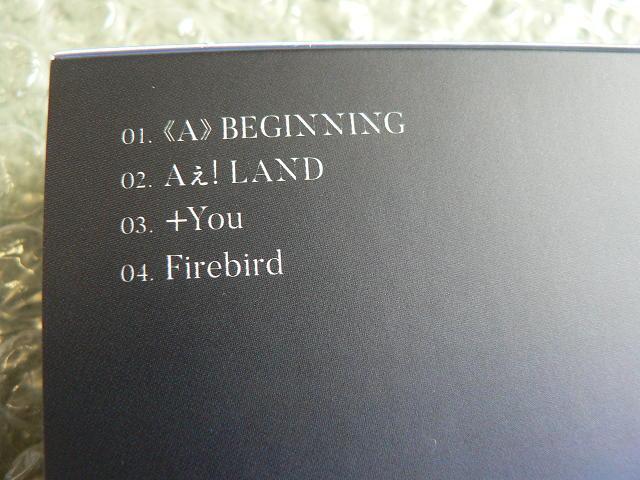 01. 《A》 BEGINNING
02. Aぇ! LAND
03. +You
04. Firebird